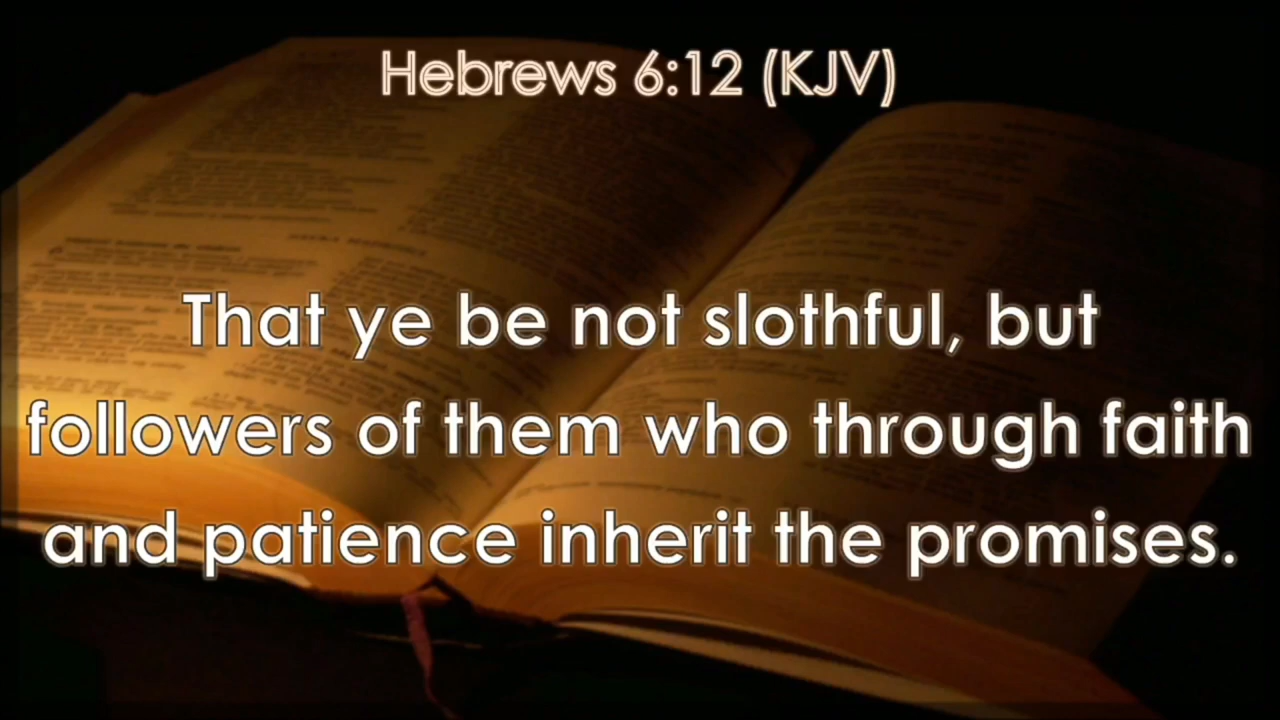 Hebrews 6:12 (KJV)
That ye be not slothful, but
followers of them who through faith
and patience inherit the promises.